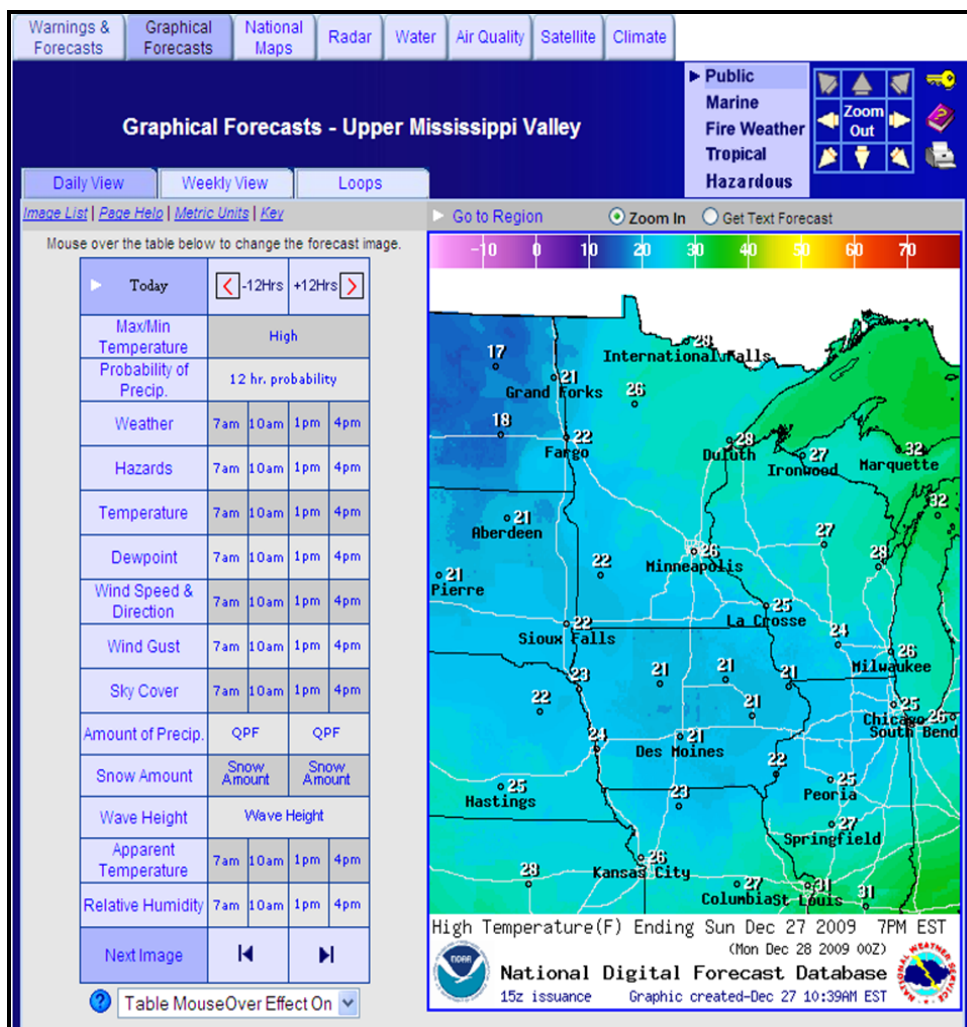 Warnings &
Forecasts
Graphical
Forecasts
National
Maps
Radar
Water
Air Quality
Satellite
Climate
Graphical Forecasts - Upper Mississippi Valley
Public
Marine
Fire Weather
Tropical
Hazardous
Zoom
Out
Daily View
Weekly View
Loops
Image List | Page Help | Metric Units | Key
Go to Region
Zoom In
Get Text Forecast
Mouse over the table below to change the forecast image.
Today
-12Hrs
+12Hrs
Max/Min
Temperature
High
Probability of
Precip.
12 hr. probability
Weather
7am 10am 1pm 4pm
Hazards
7am 10am 1pm 4pm
Temperature
7am 10am 1pm 4pm
Dewpoint
7am 10am 1pm 4pm
Wind Speed &
Direction
7am 10am 1pm 4pm
Wind Gust
7am 10am 1pm 4pm
Sky Cover
7am 10am 1pm 4pm
Amount of Precip.
QPF QPF
Snow Amount
Snow
Amount
Snow
Amount
Wave Height
Wave Height
Apparent
Temperature
7am 10am 1pm 4pm
Relative Humidity
7am 10am 1pm 4pm
Next Image
Table MouseOver Effect On
-10 0 10 20 30 40 50 60 70
28
International Falls
17
21
Grand Forks
26
18
22
Fargo
28
Duluth
27
Ironwood
32
Marquette
32
21
Aberdeen
27
26
Minneapolis
28
22
21
Pierre
25
La Crosse
22
Sioux Falls
24
26
Milwaukee
23
21
21
21
22
21
25
Chicago
26
South Bend
24
21
Des Moines
22
25
Hastings
23
25
Peoria
27
Springfield
26
Kansas City
28
27
Columbia
31
St Louis
31
High Temperature(F) Ending Sun Dec 27 2009 7PM EST
(Mon Dec 28 2009 00Z)
NOAA
National Digital Forecast Database
15z issuance Graphic created-Dec 27 10:39AM EST